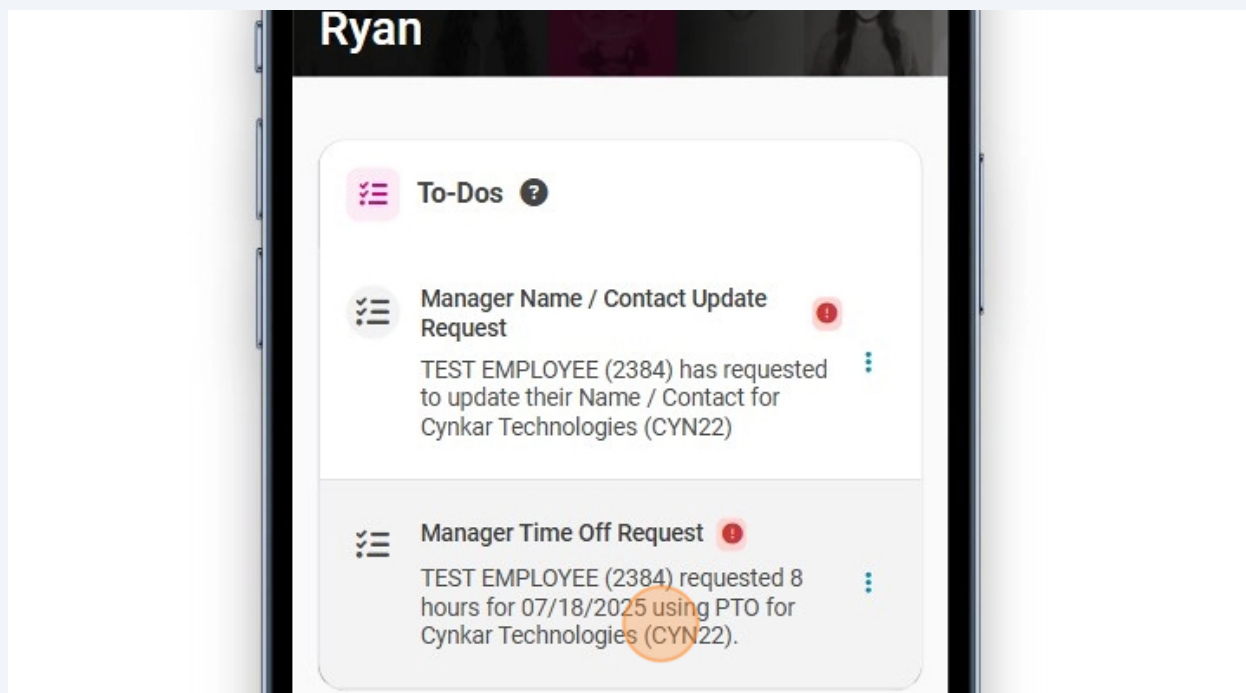 Ryan
To-Dos ?
Manager Name / Contact Update
Request
TEST EMPLOYEE (2384) has requested
to update their Name / Contact for
Cynkar Technologies (CYN22)
Manager Time Off Request
TEST EMPLOYEE (2384) requested 8
hours for 07/18/2025 using PTO for
Cynkar Technologies (CYN22).